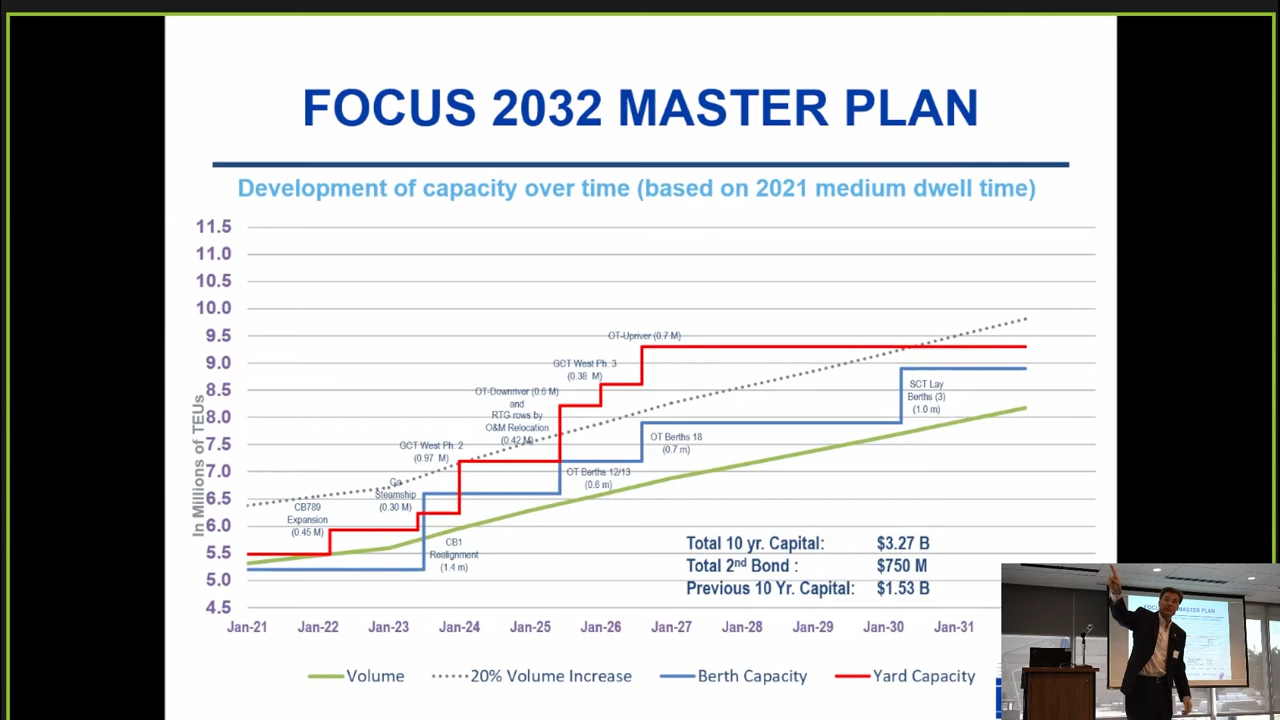 FOCUS 2032 MASTER PLAN
Development of capacity over time (based on 2021 medium dwell time)
In Millions of TEUs
11.5
11.0
10.5
10.0
9.5
9.0
8.5
8.0
7.5
7.0
6.5
6.0
5.5
5.0
4.5
OT-Upriver (0.7 M)
GCT West Ph. 3
(0.38 M)
OT-Downriver (0.6 M)
and
RTG rows by
O&M Relocation
(0.42 M)
GCT West Ph. 2
(0.97 M)
Ga
Steamship
(0.30 M)
CB789
Expansion
(0.45 M)
CB1
Realignment
(1.4 m)
OT Berths 12/13
(0.6 m)
OT Berths 18
(0.7 m)
SCT Lay
Berths (3)
(1.0 m)
Total 10 yr. Capital: $3.27 B
Total 2nd Bond : $750 M
Previous 10 Yr. Capital: $1.53 B
Jan-21 Jan-22 Jan-23 Jan-24 Jan-25 Jan-26 Jan-27 Jan-28 Jan-29 Jan-30 Jan-31
Volume 20% Volume Increase Berth Capacity Yard Capacity